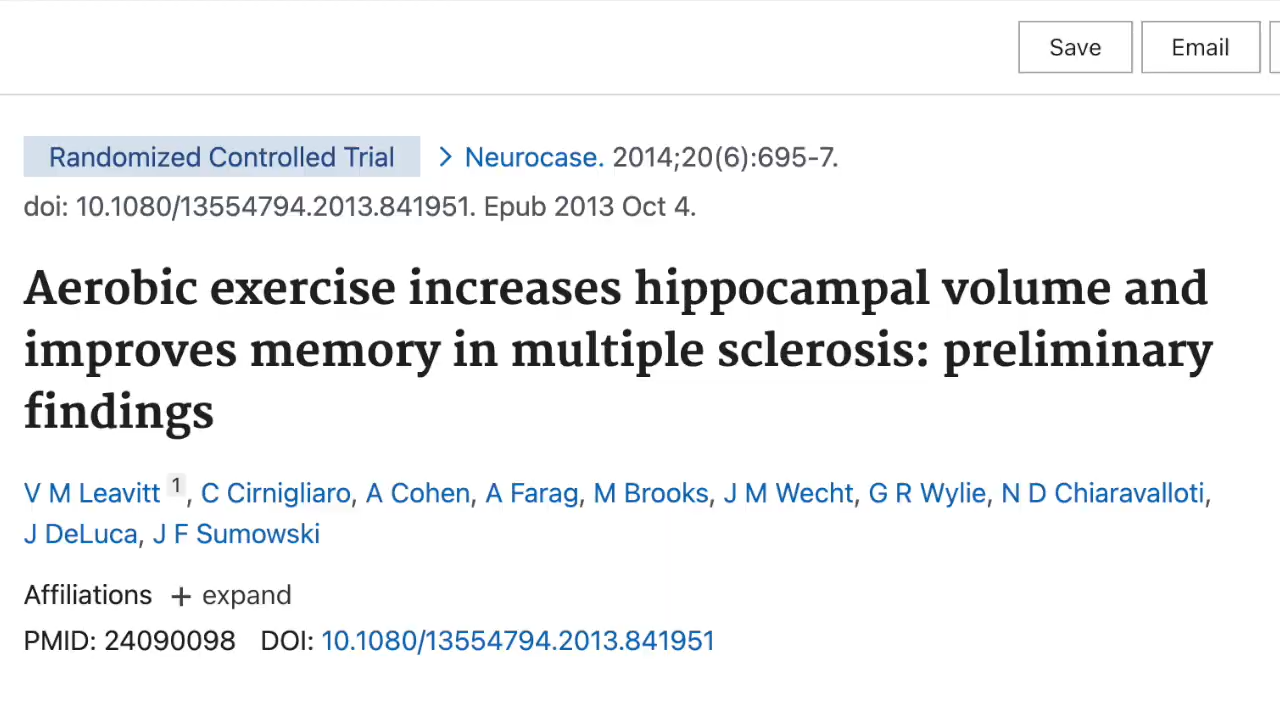 Save Email
Randomized Controlled Trial > Neurocase. 2014;20(6):695-7.
doi: 10.1080/13554794.2013.841951. Epub 2013 Oct 4.
Aerobic exercise increases hippocampal volume and
improves memory in multiple sclerosis: preliminary
findings
V M Leavitt 1, C Cirnigliaro, A Cohen, A Farag, M Brooks, J M Wecht, G R Wylie, N D Chiaravalloti,
J DeLuca, J F Sumowski
Affiliations + expand
PMID: 24090098 DOI: 10.1080/13554794.2013.841951